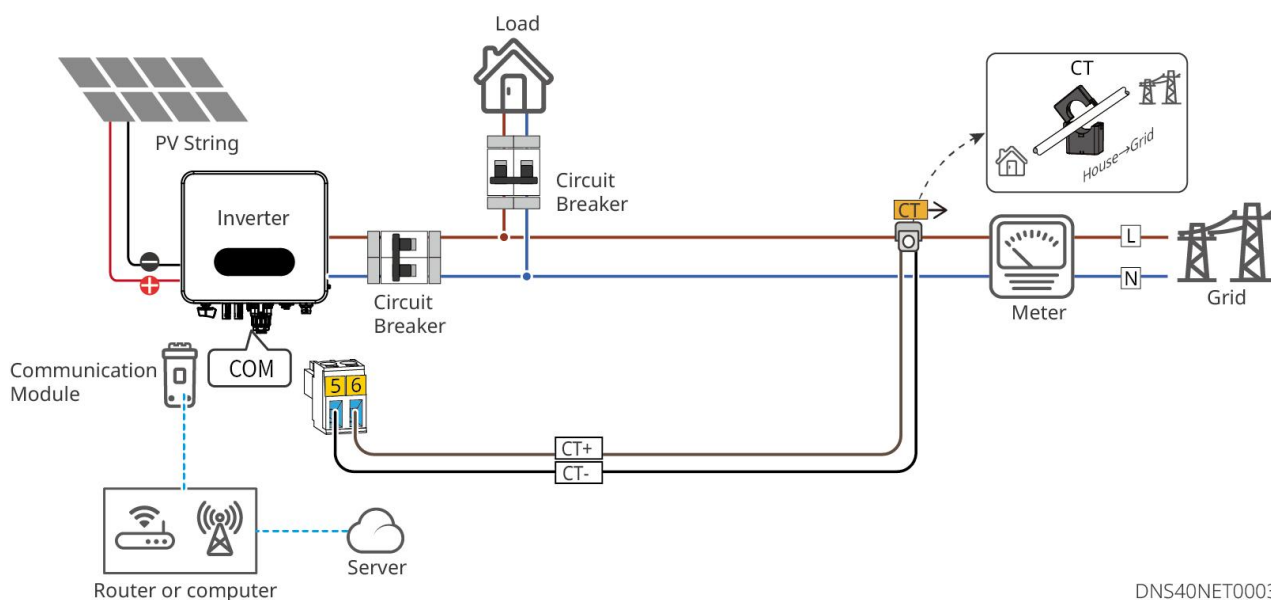 Load
CT
House→Grid
PV String
Inverter
Circuit
Breaker
CT
L
N
Circuit
Breaker
Meter
Grid
COM
Communication
Module
5 6
CT+
CT-
Server
Router or computer
DNS40NET0003